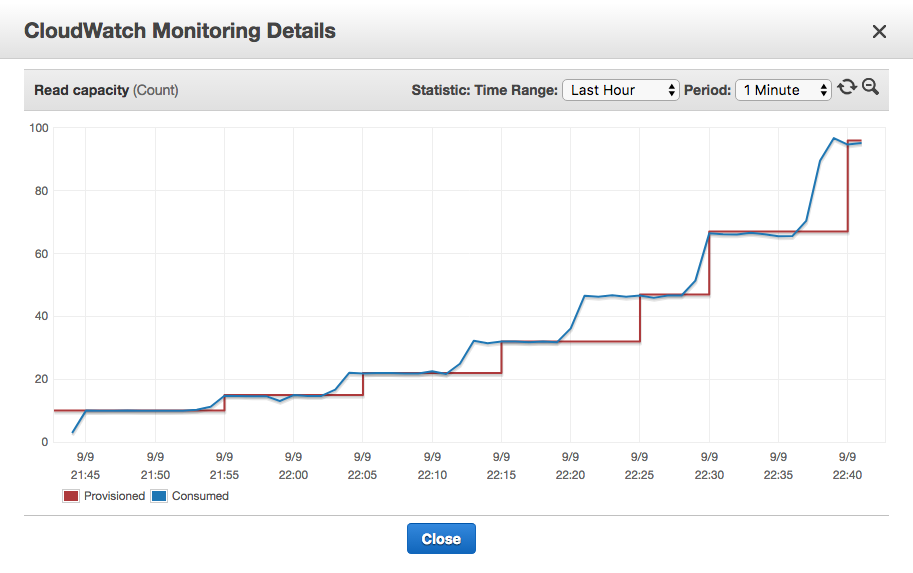 CloudWatch Monitoring Details
Read capacity (Count) Statistic: Time Range: Last Hour Period: 1 Minute
100
80
60
40
20
0
9/9 9/9 9/9 9/9 9/9 9/9 9/9 9/9 9/9 9/9 9/9 9/9
21:45 21:50 21:55 22:00 22:05 22:10 22:15 22:20 22:25 22:30 22:35 22:40
Provisioned Consumed
Close